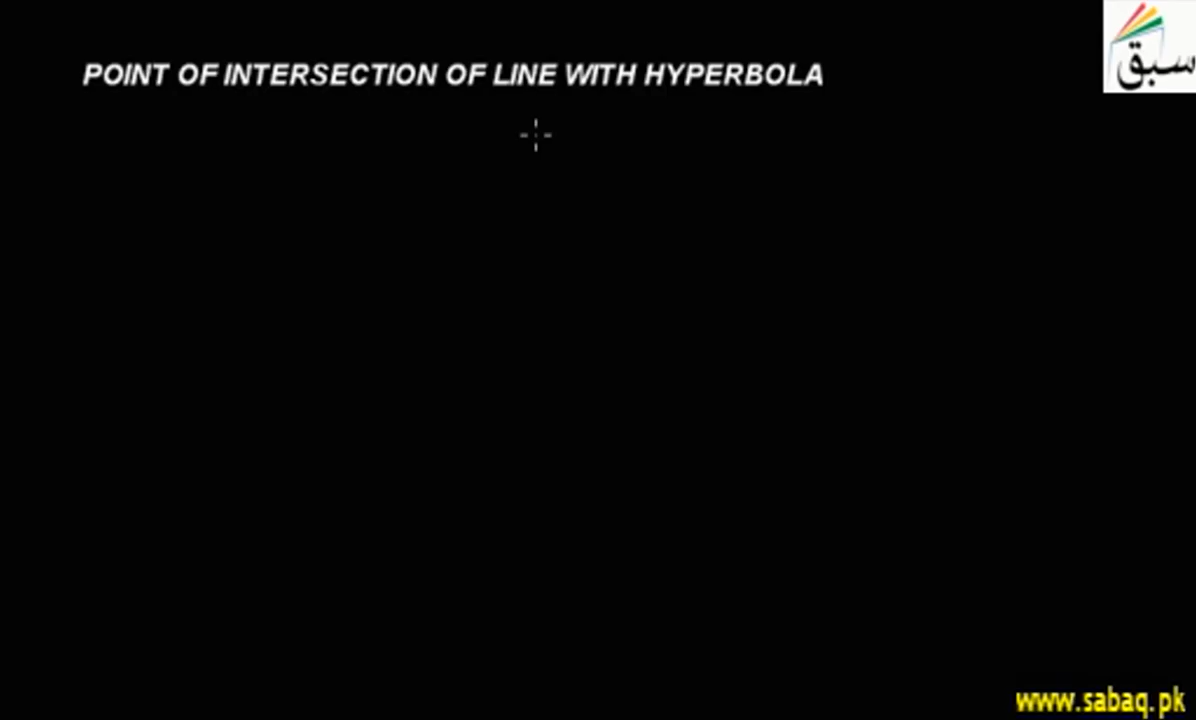 POINT OF INTERSECTION OF LINE WITH HYPERBOLA
سبق
www.sabaq.pk